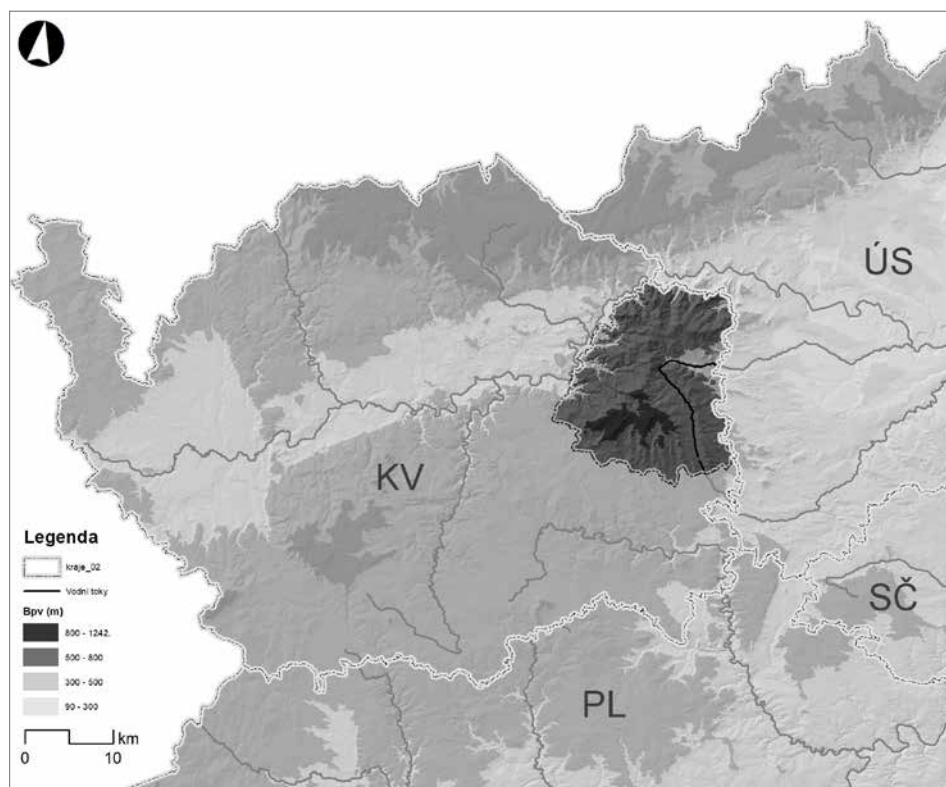 ÚS
KV
SČ
PL
Legenda
kraje_02
Vodní toky
Bpv (m)
800 - 1242.
500 - 800
300 - 500
90 - 300
km
0 10